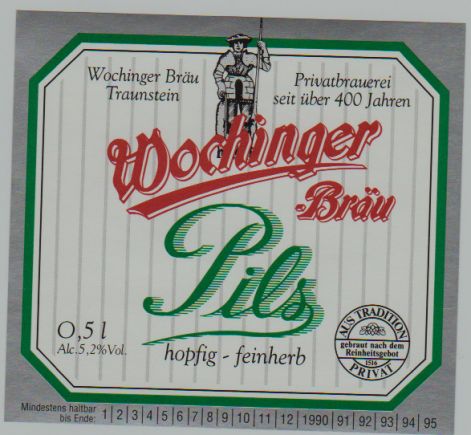 Wochinger Bräu
Traunstein
Privatbrauerei
seit über 400 Jahren
Wochinger
-Bräu
Pils
0,5 l
Alc.5,2%Vol.
hopfig - feinherb
AUS TRADITION
gebraut nach dem
Reinheitsgebot
1516
PRIVAT
Mindestens haltbar
bis Ende: 1 2 3 4 5 6 7 8 9 10 11 12 1990 91 92 93 94 95